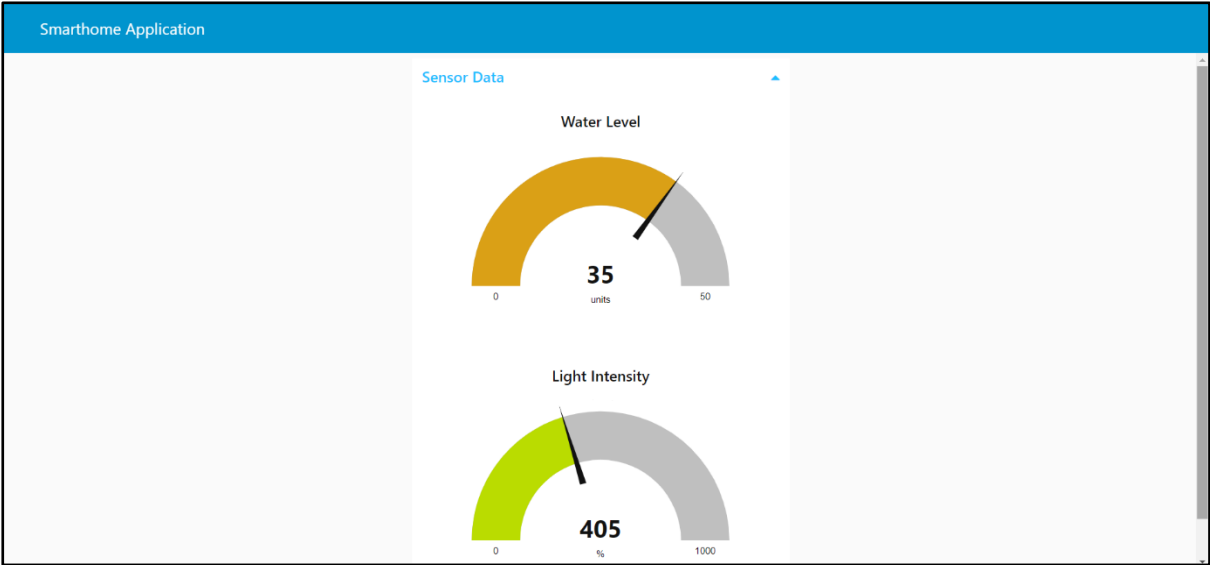 Smarthome Application
Sensor Data
Water Level
35
units
0
50
Light Intensity
405
%
0
1000